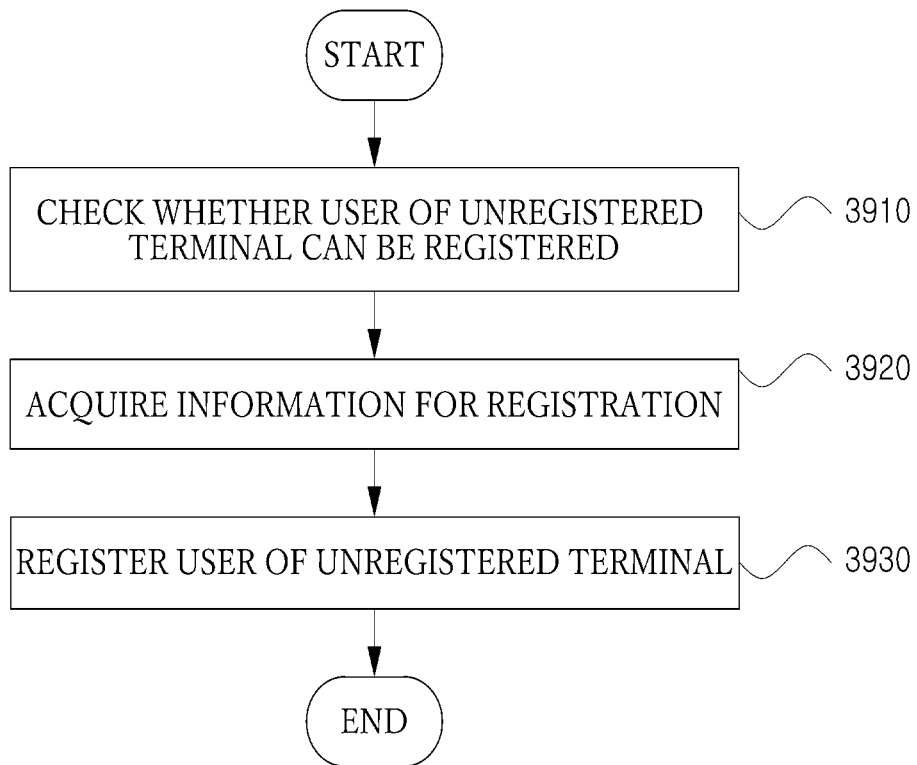 START
CHECK WHETHER USER OF UNREGISTERED
TERMINAL CAN BE REGISTERED
3910
ACQUIRE INFORMATION FOR REGISTRATION
3920
REGISTER USER OF UNREGISTERED TERMINAL
3930
END